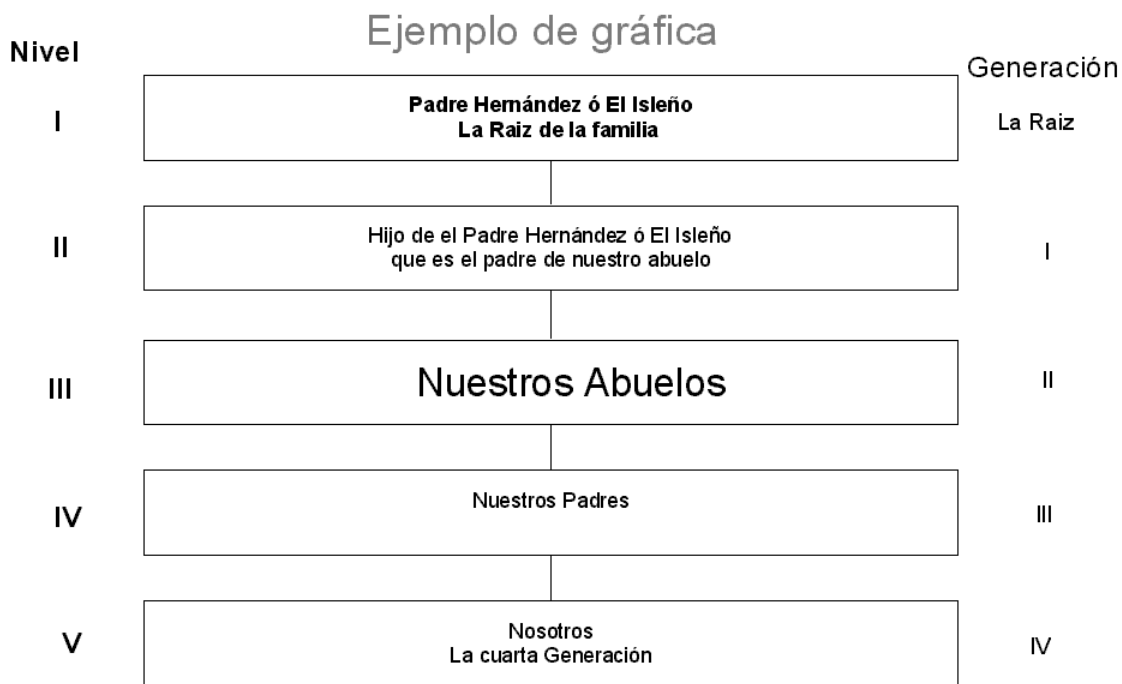 Ejemplo de gráfica
Nivel
Generación
I
Padre Hernández ó El Isleño
La Raiz de la familia
La Raiz
II
Hijo de el Padre Hernández ó El Isleño
que es el padre de nuestro abuelo
I
III
Nuestros Abuelos
II
IV
Nuestros Padres
III
V
Nosotros
La cuarta Generación
IV